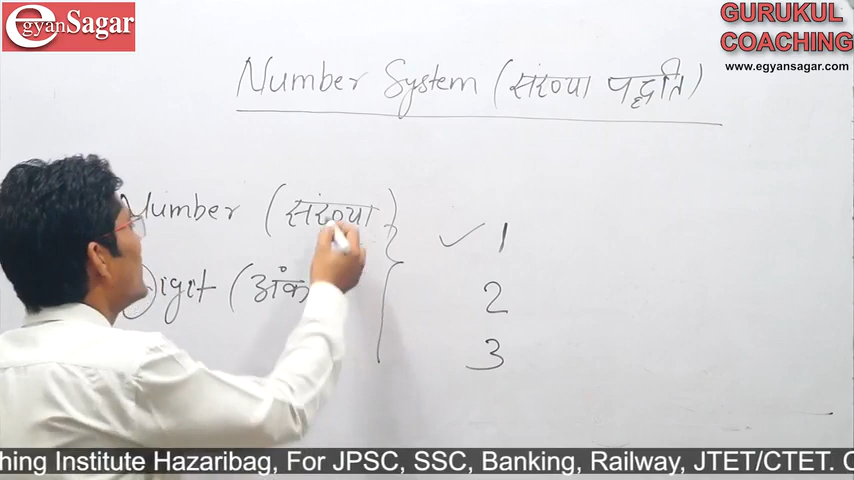 egyanSagar
GURUKUL
COACHING
www.egyansagar.com
Number System (संख्या पद्धति)
Number (संख्या)
Digit (अंक
✓ 1
2
3
hing Institute Hazaribag, For JPSC, SSC, Banking, Railway, JTET/CTET. C